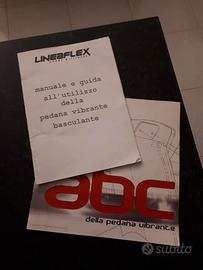 LINEAFLEX
manuale e guida
all'utilizzo
della
pedana vibrante
basculante
abc
della pedana vibrante
subito